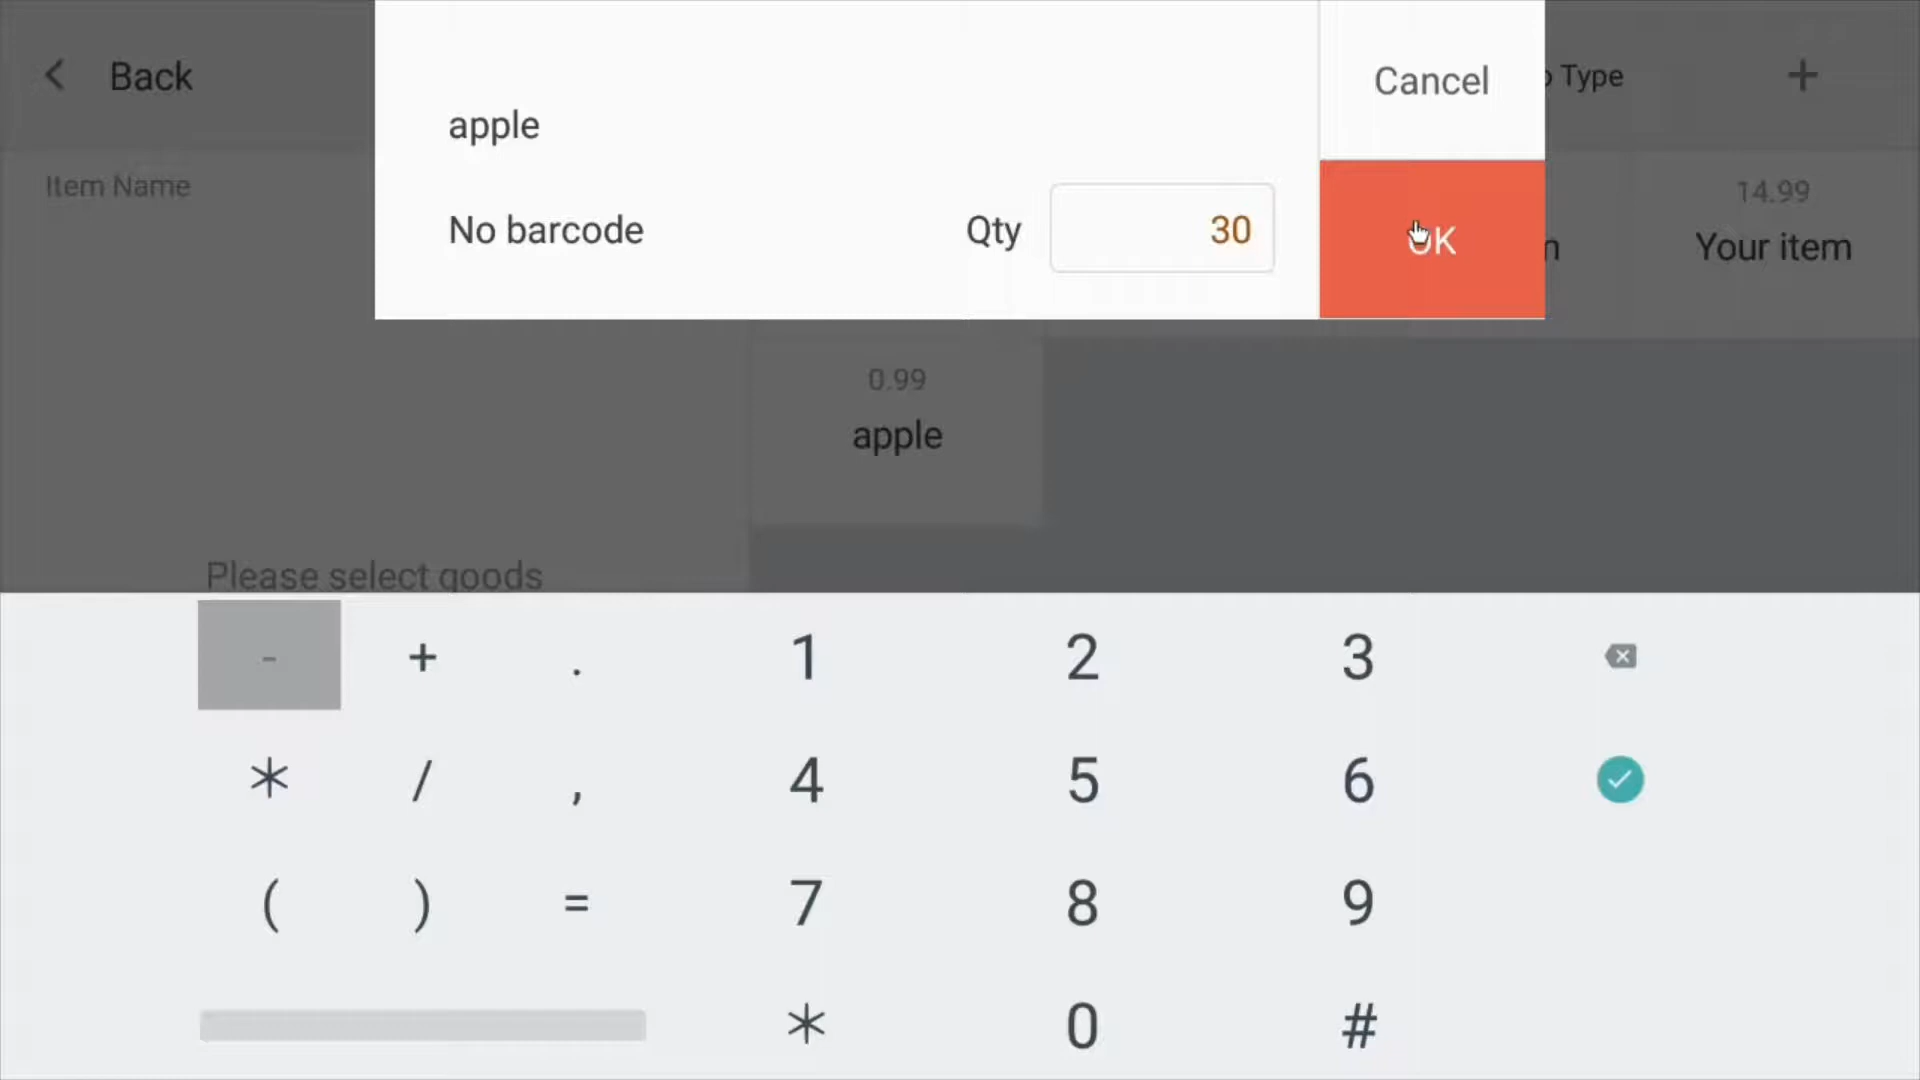 Back
apple
Cancel
Type
+
Item Name
No barcode
Qty
30
OK
14.99
Your item
0.99
apple
Please select goods
- + . 1 2 3
* / , 4 5 6
( ) = 7 8 9
* 0 #